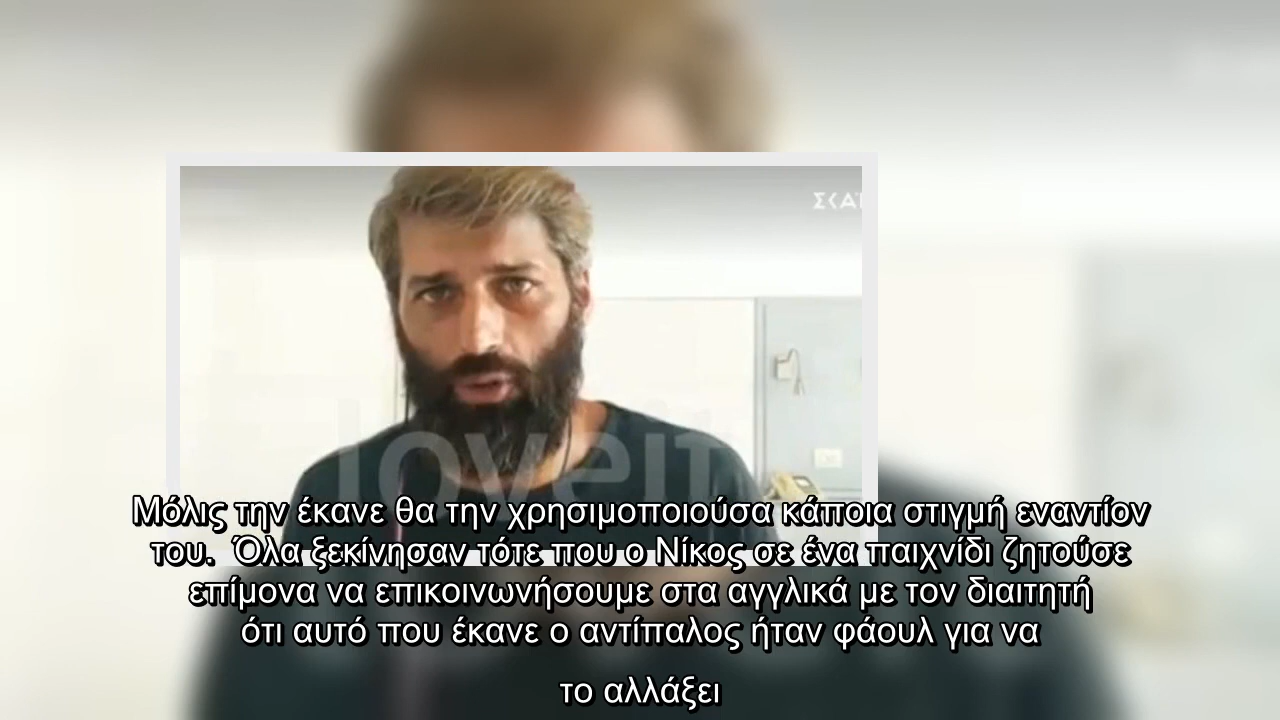 ΣΚΑΪ
loveit
Μόλις την έκανε θα την χρησιμοποιούσα κάποια στιγμή εναντίον
του.  Όλα ξεκίνησαν τότε που ο Νίκος σε ένα παιχνίδι ζητούσε
επίμονα να επικοινωνήσουμε στα αγγλικά με τον διαιτητή
ότι αυτό που έκανε ο αντίπαλος ήταν φάουλ για να
το αλλάξει